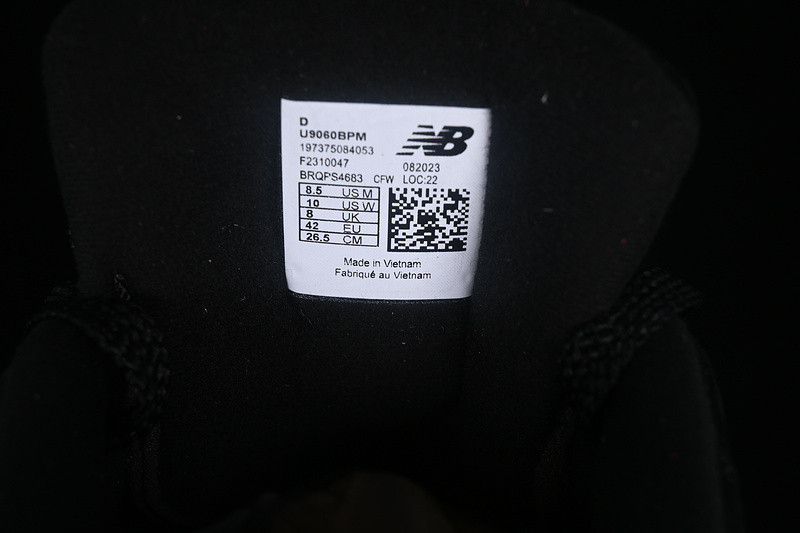 D
U9060BPM
197375084053
F2310047
BRQPS4683 CFW
NB
082023
LOC:22
8.5 US M
10 US W
8 UK
42 EU
26.5 CM
Made in Vietnam
Fabriqué au Vietnam